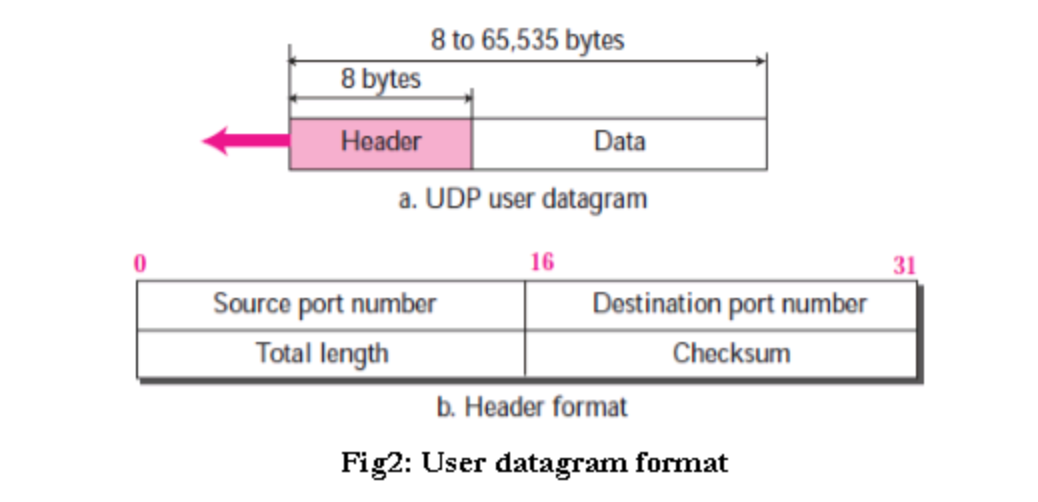 8 to 65,535 bytes
8 bytes
Header Data
a. UDP user datagram
0 16 31
Source port number Destination port number
Total length Checksum
b. Header format
Fig2: User datagram format